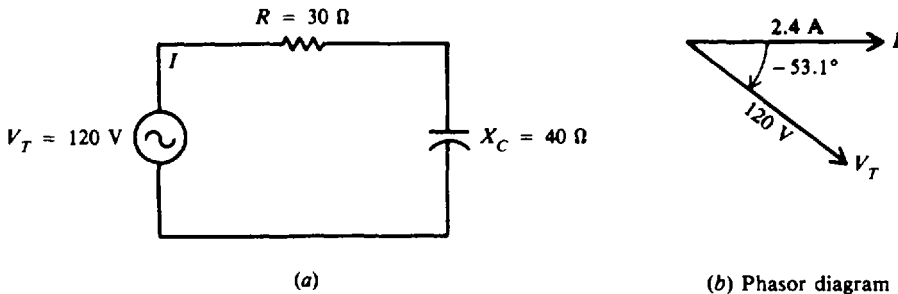 R = 30 Ω
I
V_T = 120 V
X_C = 40 Ω
(a)
2.4 A
I
− 53.1°
120 V
V_T
(b) Phasor diagram